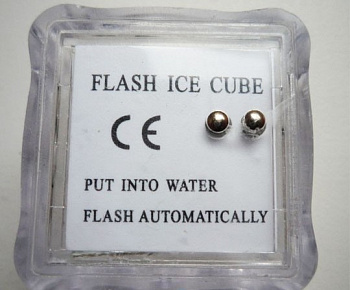 FLASH ICE CUBE
CE
PUT INTO WATER
FLASH AUTOMATICALLY